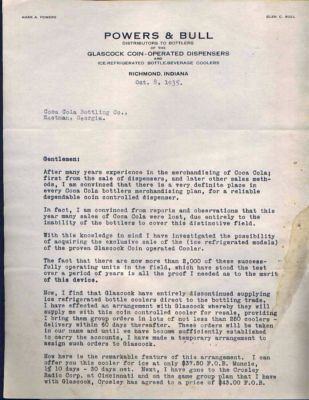 MARK A. POWERS
GLEN C. BULL
POWERS & BULL
DISTRIBUTORS TO BOTTLERS
OF THE
GLASCOCK COIN-OPERATED DISPENSERS
AND
ICE-REFRIGERATED BOTTLE-BEVERAGE COOLERS
RICHMOND, INDIANA
Oct. 8, 1935.
Coca Cola Bottling Co.,
Eastman, Georgia.
Gentlemen:
After many years experience in the merchandising of Coca Cola;
first from the sale of dispensers, and later other sales meth-
ods, I am convinced that there is a very definite place in
every Coca Cola bottlers merchandising plan, for a reliable
dependable coin controlled dispenser.
In fact, I am convinced from reports and observations that this
year many sales of Coca Cola were lost, due entirely to the
inability of the bottlers to cover this distinctive field.
With this knowledge in mind I have investigated the possibility
of acquiring the exclusive sale of the (ice refrigerated models)
of the proven Glascock Coin operated Cooler.
The fact that there are now more than 2,000 of these success-
fully operating units in the field, which have stood the test
over a period of years is all the proof I needed as to the merit
of this device.
Now, I find Glascock have entirely discontinued supplying
ice refrigerated bottle coolers direct to the bottling trade.
I have effected an arrangement with Glascock whereby they will
supply me with this coin controlled cooler for resale, providing
I bring them group orders in lots of not less than 250 coolers -
delivery within 60 days thereafter. These orders will be taken
in our name and until we have become sufficiently established
to carry the accounts, I have made a temporary arrangement to
assign such orders to Glascock.
Now here is the remarkable feature of this arrangement. I can
offer you this cooler for ice at only $37.50 F.O.B. Muncie,
1% 10 days - 30 days net. Next, I have gone to the Crosley
Radio Corp. at Cincinnati and on the same group plan that I have
with Glascock, Crosley has agreed to a price of $43.00 F.O.B.